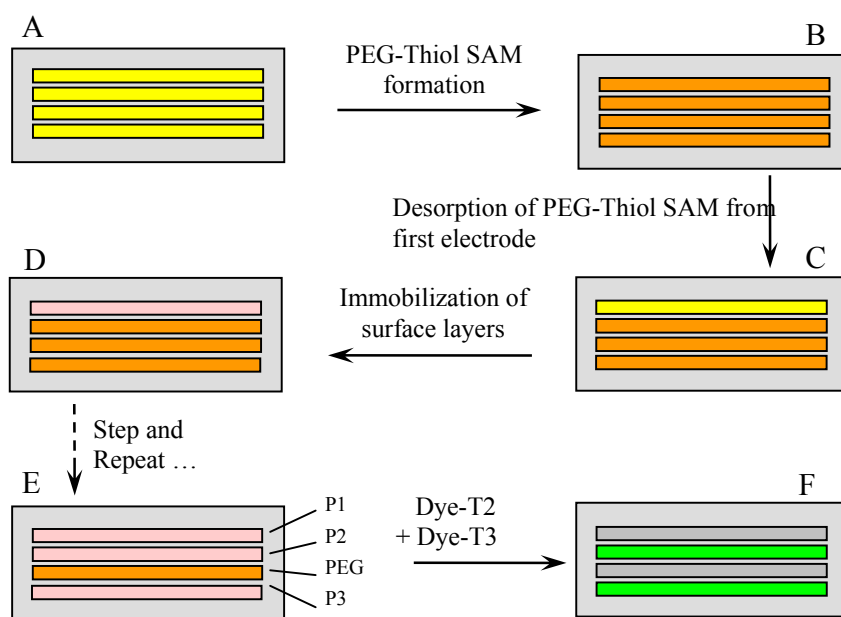 A
PEG-Thiol SAM
formation
B
Desorption of PEG-Thiol SAM from
first electrode
C
D
Immobilization of
surface layers
Step and
Repeat …
E
P1
P2
PEG
P3
Dye-T2
+ Dye-T3
F